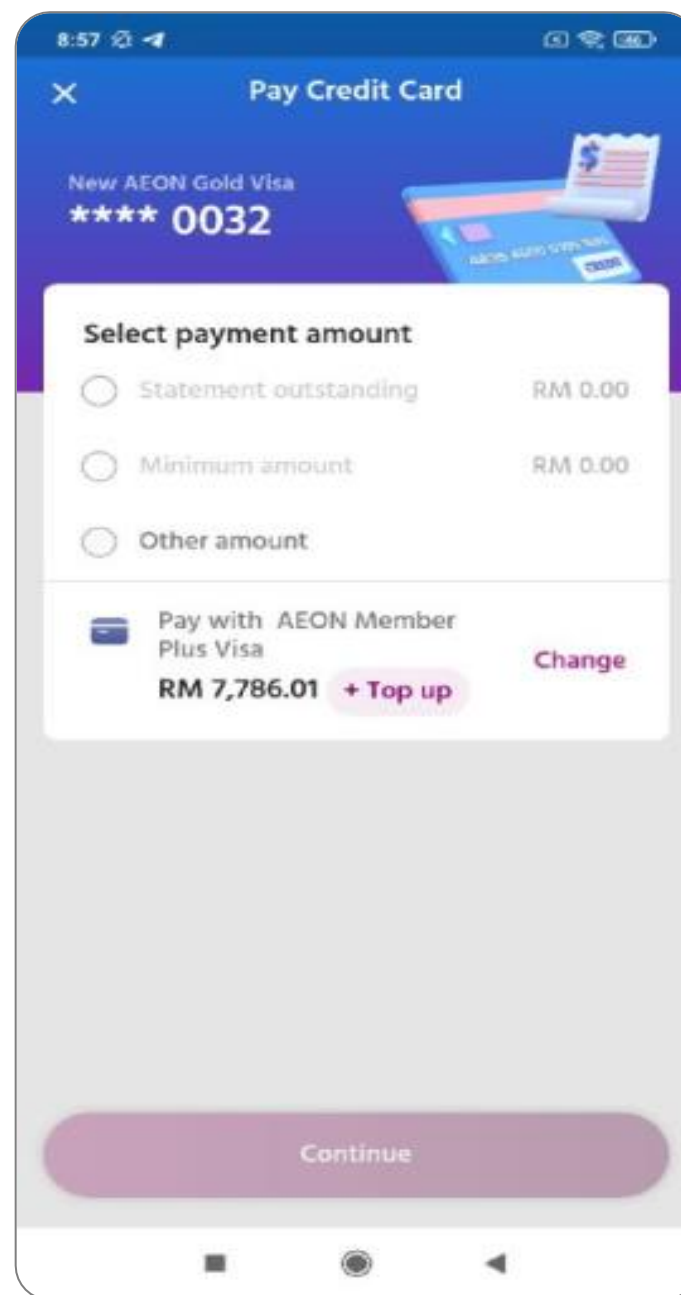 8:57
Pay Credit Card
New AEON Gold Visa
**** 0032
$
CREDIT
Select payment amount
Statement outstanding RM 0.00
Minimum amount RM 0.00
Other amount
Pay with AEON Member
Plus Visa
Change
RM 7,786.01 + Top up
Continue